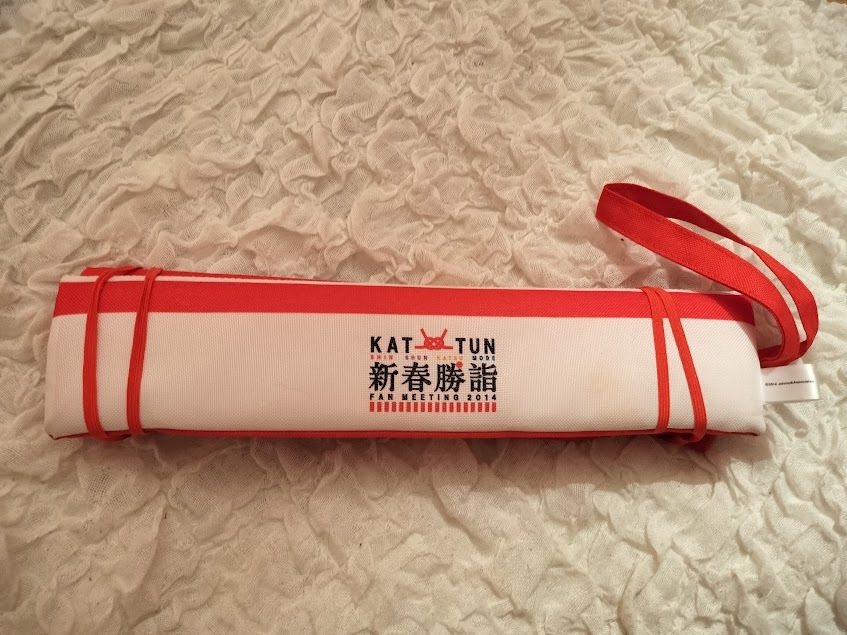 KAT TUN
SHIN SHUN KATSU MODE
新春勝詣
FAN MEETING 2014